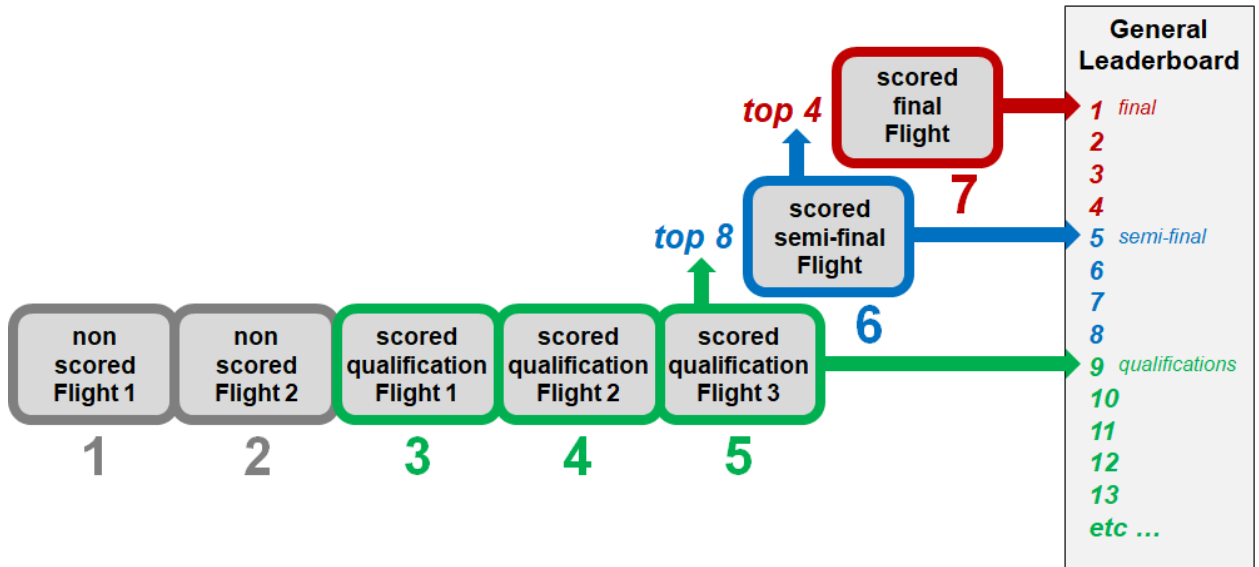 General
Leaderboard
scored
final
Flight
7
top 4
1 final
2
3
4
scored
semi-final
Flight
6
top 8
5 semi-final
6
7
8
non
scored
Flight 1
1
non
scored
Flight 2
2
scored
qualification
Flight 1
3
scored
qualification
Flight 2
4
scored
qualification
Flight 3
5
9 qualifications
10
11
12
13
etc ...